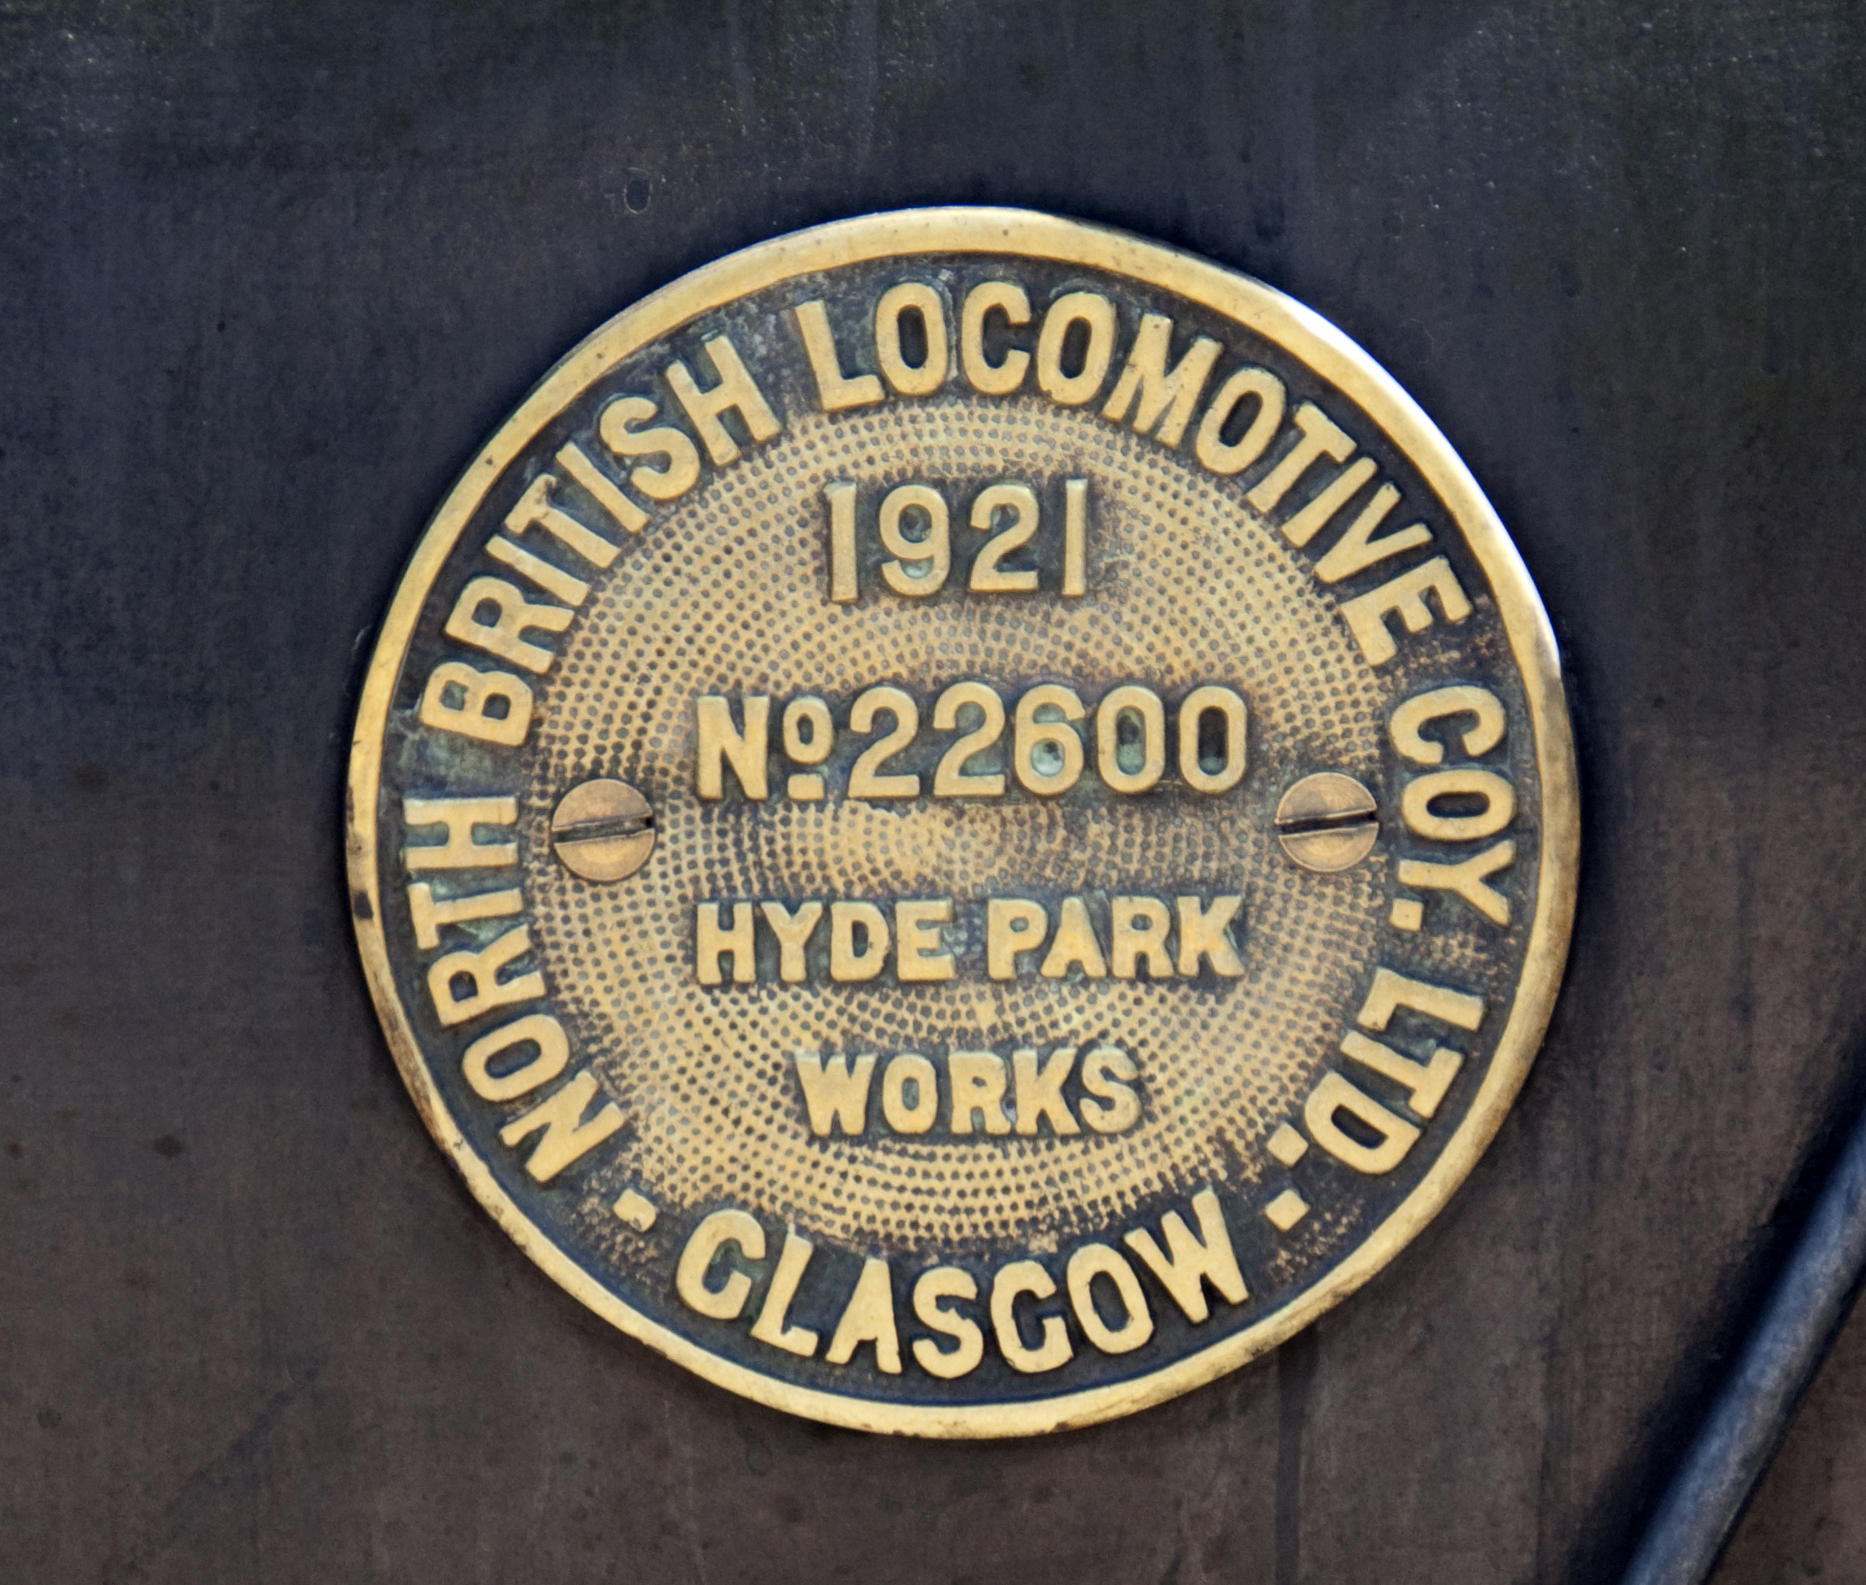 NORTH BRITISH LOCOMOTIVE COY. LTD.
1921
No. 22600
HYDE PARK
WORKS
GLASGOW